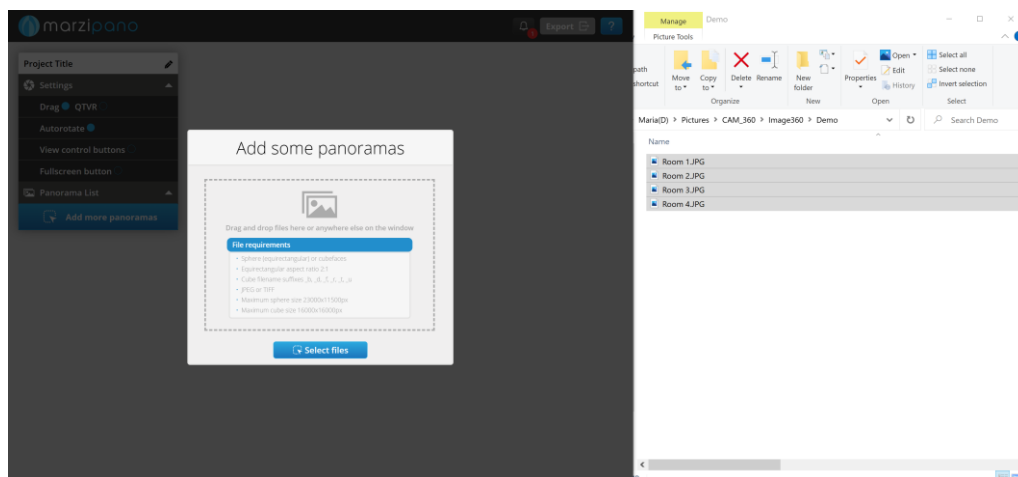 marzipano
Export
?
Project Title
Settings
Drag QTVR
Autorotate
View control buttons
Fullscreen button
Panorama List
Add more panoramas
Add some panoramas
Drag and drop files here or anywhere else on the window
File requirements
• Sphere (equirectangular) or cubefaces
• Equirectangular aspect ratio 2:1
• JPEG or TIFF
• Maximum sphere size 23000x11500px
• Maximum cube size 16000x16000px
Select files
Manage
Demo
Picture Tools
path
shortcut
Move to
Copy to
Delete
Rename
New folder
Properties
Open
Edit
History
Select all
Select none
Invert selection
Organize
New
Open
Select
Maria(D) > Pictures > CAM_360 > Image360 > Demo
Search Demo
Name
Room 1.JPG
Room 2.JPG
Room 3.JPG
Room 4.JPG